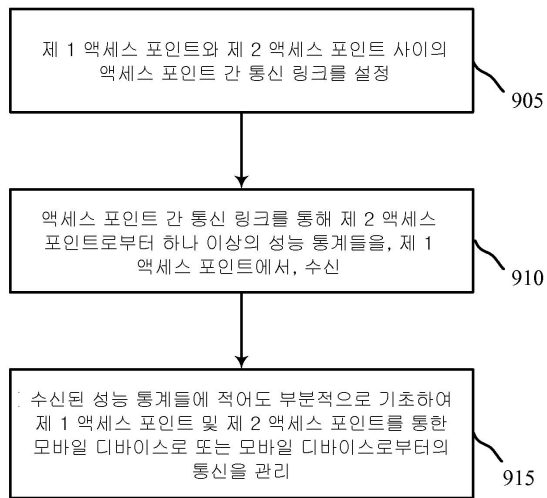 제 1 액세스 포인트와 제 2 액세스 포인트 사이의
액세스 포인트 간 통신 링크를 설정
905
액세스 포인트 간 통신 링크를 통해 제 2 액세스
포인트로부터 하나 이상의 성능 통계들을, 제 1
액세스 포인트에서, 수신
910
수신된 성능 통계들에 적어도 부분적으로 기초하여
제 1 액세스 포인트 및 제 2 액세스 포인트를 통한
모바일 디바이스로 또는 모바일 디바이스로부터의
통신을 관리
915